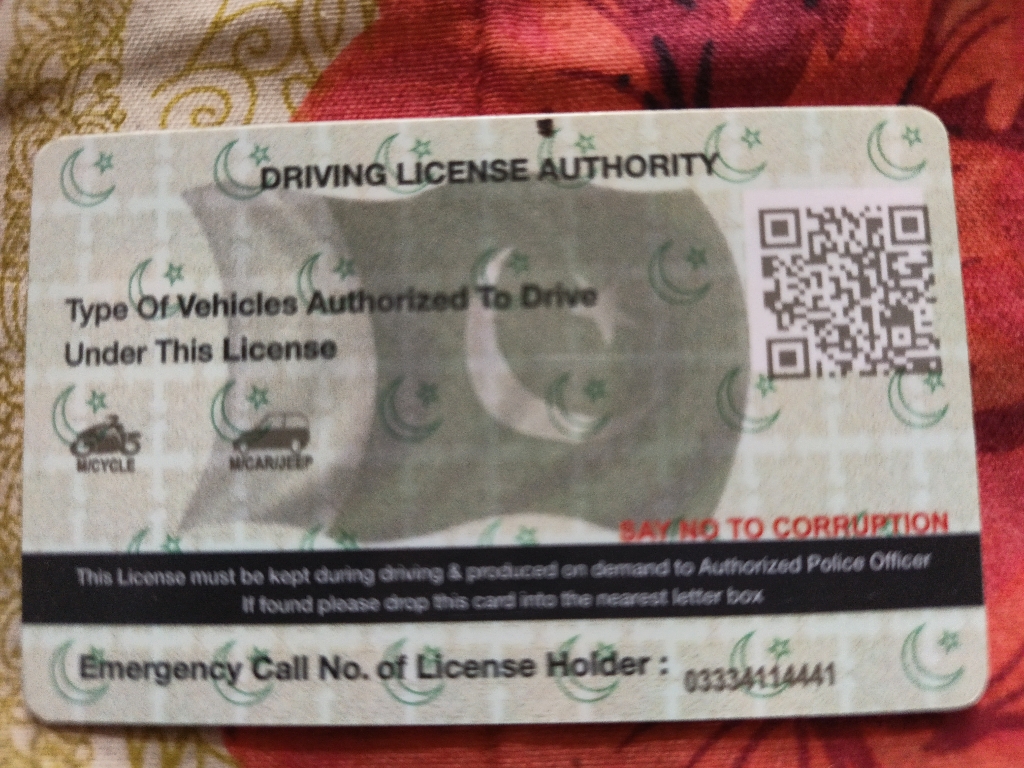 DRIVING LICENSE AUTHORITY
Type Of Vehicles Authorized To Drive
Under This License
M/CYCLE
M/CAR/JEEP
SAY NO TO CORRUPTION
This License must be kept during driving & produced on demand to Authorized Police Officer
If found please drop this card into the nearest letter box
Emergency Call No. of License Holder : 03334114441